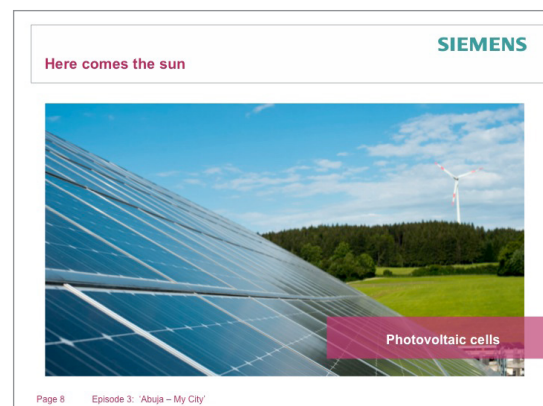 SIEMENS
Here comes the sun
Photovoltaic cells
Page 8 Episode 3: ‘Abuja – My City’